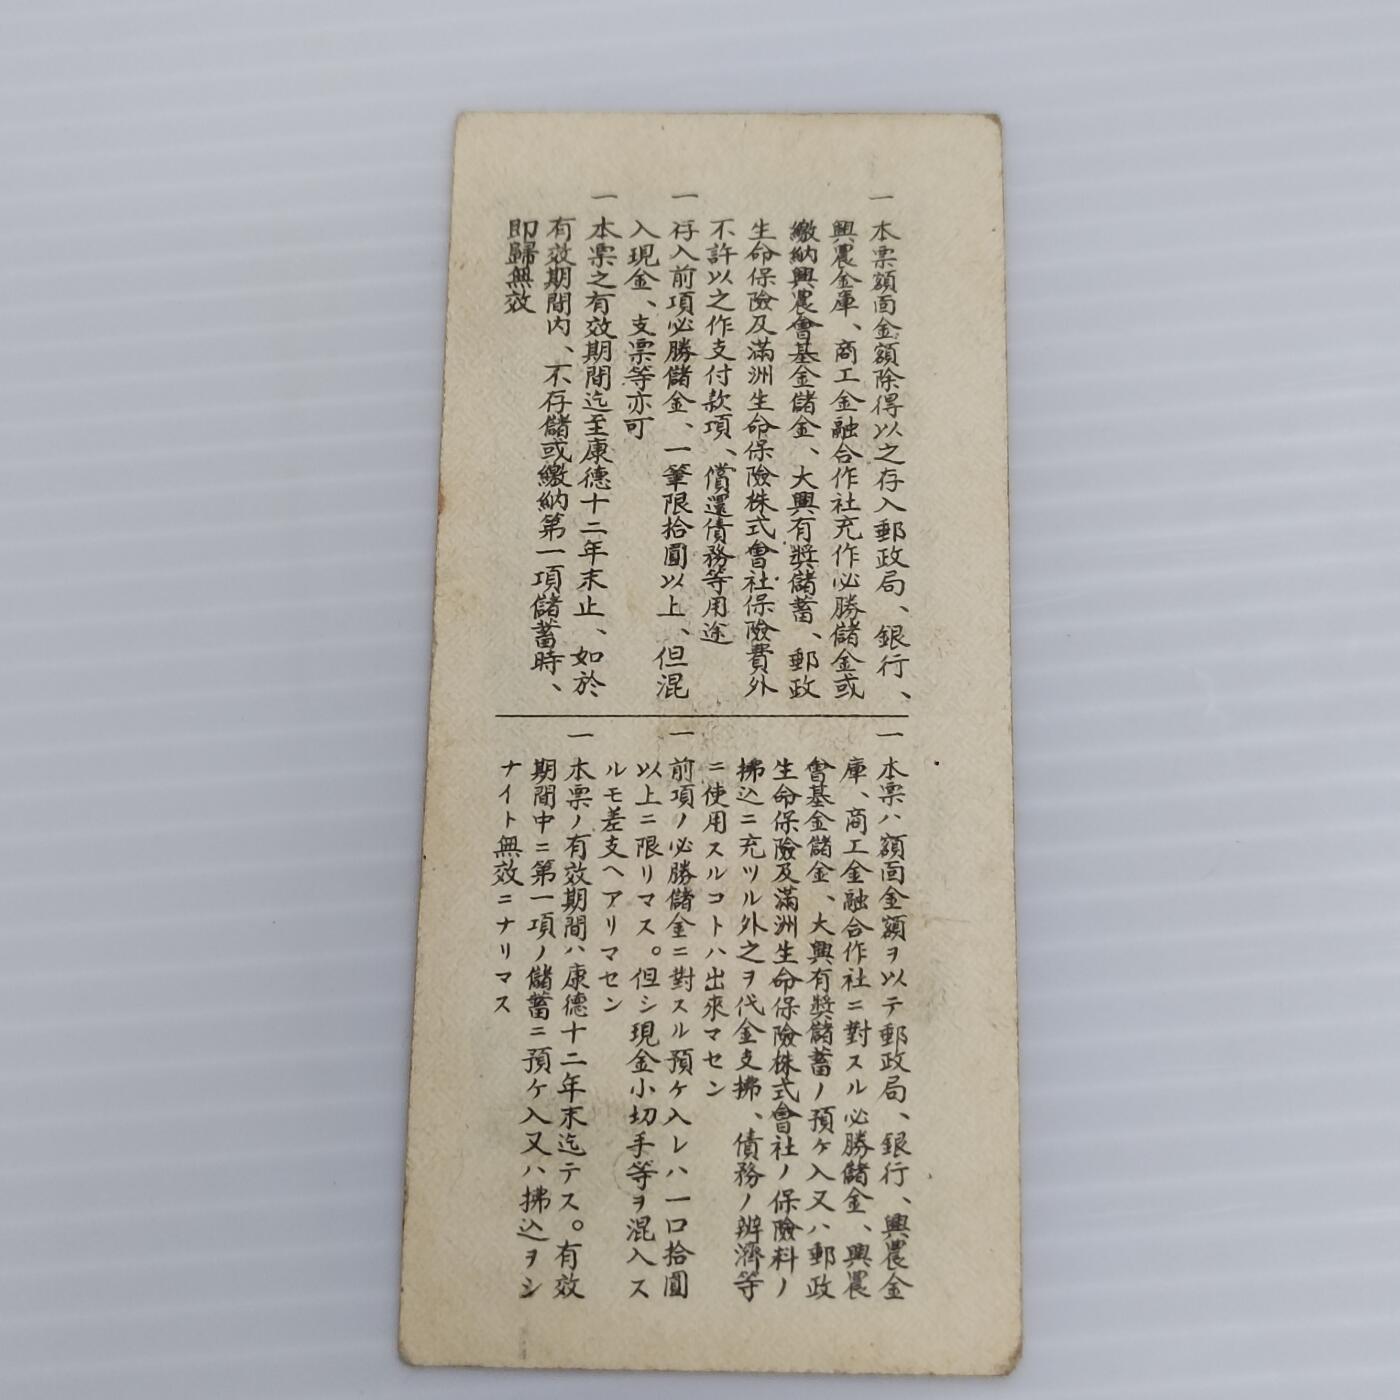 一 本票額面金額除得以之存入郵政局、銀行、
興農金庫、商工金融合作社充作必勝儲金或
繳納興農會基金儲金、大興有奬儲蓄、郵政
生命保險及滿洲生命保險株式會社保險費外
不許以之作支付款項、償還債務等用途
一 存入前項必勝儲金、一筆限拾圓以上、但混
入現金、支票等亦可
一 本票之有效期間迄至康德十二年末止、如於
有效期間内、不存儲或繳納第一項儲蓄時、
即歸無效
一 本票ハ額面金額ヲ以テ郵政局、銀行、興農金
庫、商工金融合作社ニ對スル必勝儲金、興農
會基金儲金、大興有奬儲蓄ノ預ケ入又ハ郵政
生命保險及滿洲生命保險株式會社ノ保險料ノ
拂込ニ充ツル外之ヲ代金支拂、債務ノ辨濟等
ニ使用スルコトハ出來マセン
一 前項ノ必勝儲金ニ對スル預ケ入レハ一口拾圓
以上ニ限リマス。但シ現金小切手等ヲ混入ス
ルモ差支ヘアリマセン
一 本票ノ有效期間ハ康德十二年末迄テス。有效
期間中ニ第一項ノ儲蓄ニ預ケ入又ハ拂込ヲシ
ナイト無效ニナリマス